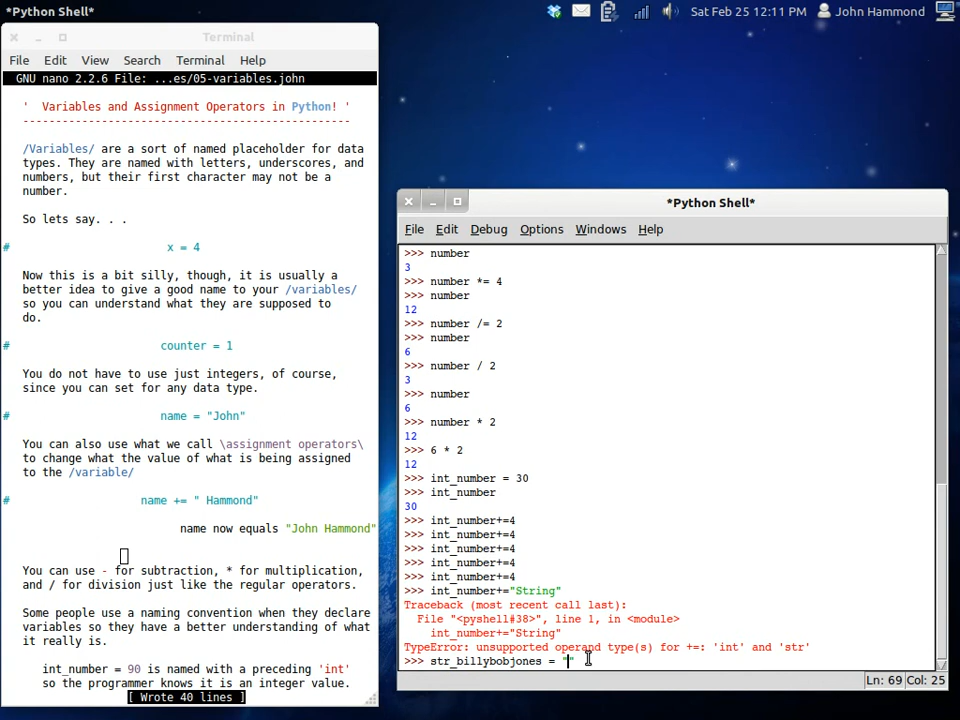 *Python Shell*
Sat Feb 25 12:11 PM
John Hammond
Terminal
File Edit View Search Terminal Help
GNU nano 2.2.6 File: ...es/05-variables.john
' Variables and Assignment Operators in Python! '
-------------------------------------------------
/Variables/ are a sort of named placeholder for data
types. They are named with letters, underscores, and
numbers, but their first character may not be a
number.
So lets say. . .
# x = 4
Now this is a bit silly, though, it is usually a
better idea to give a good name to your /variables/
so you can understand what they are supposed to
do.
# counter = 1
You do not have to use just integers, of course,
since you can set for any data type.
# name = "John"
You can also use what we call \assignment operators\
to change what the value of what is being assigned
to the /variable/
# name += " Hammond"
name now equals "John Hammond"
You can use - for subtraction, * for multiplication,
and / for division just like the regular operators.
Some people use a naming convention when they declare
variables so they have a better understanding of what
it really is.
int_number = 90 is named with a preceding 'int'
so the programmer knows it is an integer value.
[ Wrote 40 lines ]
*Python Shell*
File Edit Debug Options Windows Help
>>> number
3
>>> number *= 4
>>> number
12
>>> number /= 2
>>> number
6
>>> number / 2
3
>>> number
6
>>> number * 2
12
>>> 6 * 2
12
>>> int_number = 30
>>> int_number
30
>>> int_number+=4
>>> int_number+=4
>>> int_number+=4
>>> int_number+=4
>>> int_number+=4
>>> int_number+="String"
Traceback (most recent call last):
File "<pyshell#38>", line 1, in <module>
int_number+="String"
TypeError: unsupported operand type(s) for +=: 'int' and 'str'
>>> str_billybobjones = ""
Ln: 69 Col: 25